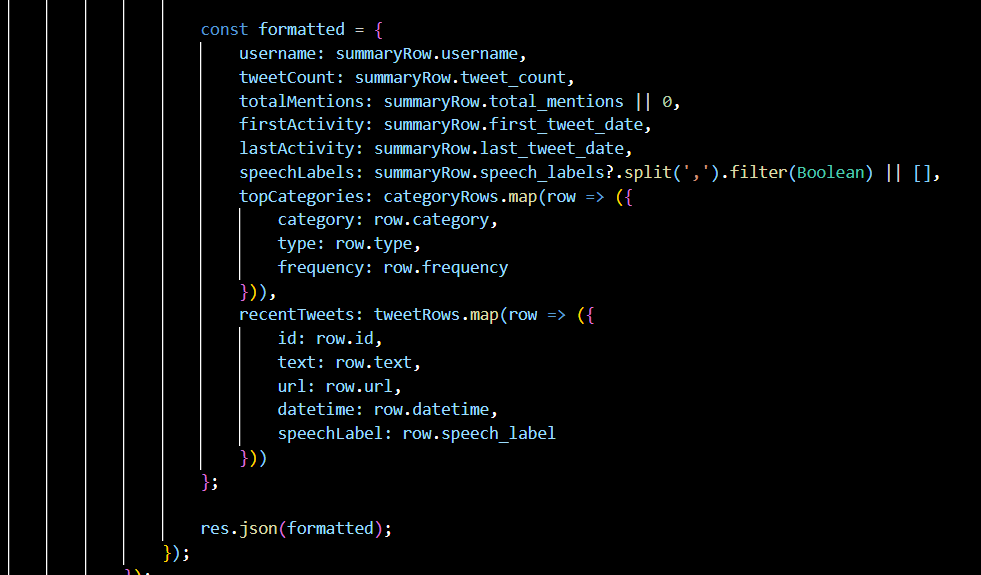 const formatted = {
username: summaryRow.username,
tweetCount: summaryRow.tweet_count,
totalMentions: summaryRow.total_mentions || 0,
firstActivity: summaryRow.first_tweet_date,
lastActivity: summaryRow.last_tweet_date,
speechLabels: summaryRow.speech_labels?.split(',').filter(Boolean) || [],
topCategories: categoryRows.map(row => ({
category: row.category,
type: row.type,
frequency: row.frequency
})),
recentTweets: tweetRows.map(row => ({
id: row.id,
text: row.text,
url: row.url,
datetime: row.datetime,
speechLabel: row.speech_label
}))
};
res.json(formatted);
});
});